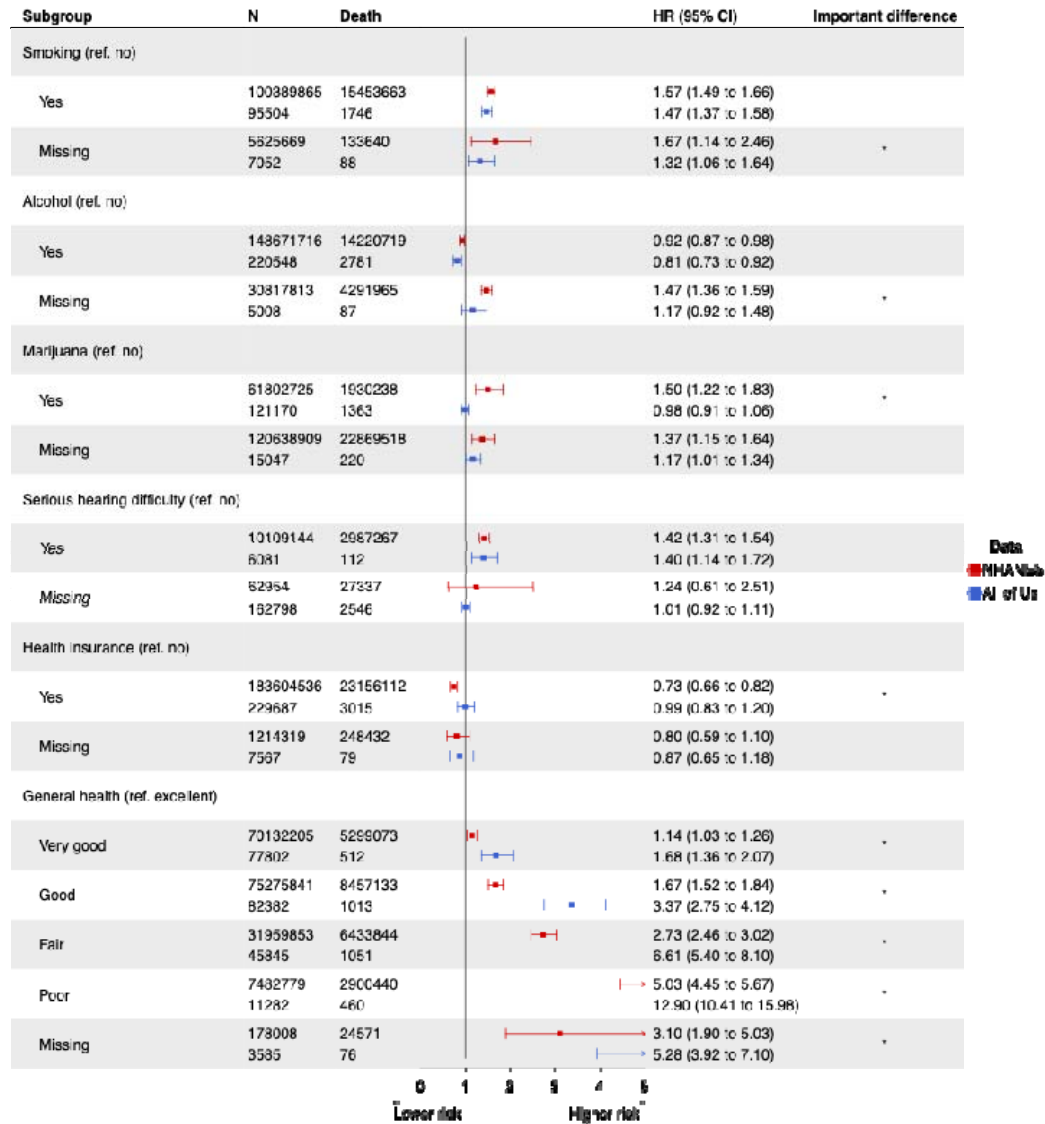 Subgroup N Death HR (95% CI) Important difference
Smoking (ref. no)
Yes 100389865 15453663 1.57 (1.49 to 1.66)
95504 1746 1.47 (1.37 to 1.58)
Missing 5625669 133640 1.67 (1.14 to 2.46) *
7052 88 1.32 (1.06 to 1.64)
Alcohol (ref. no)
Yes 148671716 14220719 0.92 (0.87 to 0.98)
220548 2781 0.81 (0.73 to 0.92)
Missing 30817813 4291965 1.47 (1.36 to 1.59) *
5008 87 1.17 (0.92 to 1.48)
Marijuana (ref. no)
Yes 61802725 1930238 1.50 (1.22 to 1.83) *
121170 1363 0.98 (0.91 to 1.06)
Missing 120638909 22869518 1.37 (1.15 to 1.64)
15047 220 1.17 (1.01 to 1.34)
Serious hearing difficulty (ref. no)
Yes 10109144 2987267 1.42 (1.31 to 1.54)
6081 112 1.40 (1.14 to 1.72)
Missing 62954 27337 1.24 (0.61 to 2.51)
162798 2546 1.01 (0.92 to 1.11)
Health insurance (ref. no)
Yes 183604536 23156112 0.73 (0.66 to 0.82) *
229687 3015 0.99 (0.83 to 1.20)
Missing 1214319 248432 0.80 (0.59 to 1.10)
7567 79 0.87 (0.65 to 1.18)
General health (ref. excellent)
Very good 70132205 5299073 1.14 (1.03 to 1.26) *
77802 512 1.68 (1.36 to 2.07)
Good 75275841 8457133 1.67 (1.52 to 1.84) *
82382 1013 3.37 (2.75 to 4.12)
Fair 31959853 6433844 2.73 (2.46 to 3.02) *
45845 1051 6.61 (5.40 to 8.10)
Poor 7482779 2900440 5.03 (4.45 to 5.67) *
11282 460 12.90 (10.41 to 15.98)
Missing 178008 24571 3.10 (1.90 to 5.03) *
3585 76 5.28 (3.92 to 7.10)
0 1 2 3 4 5
Lower risk Higher risk
Data
All of Us